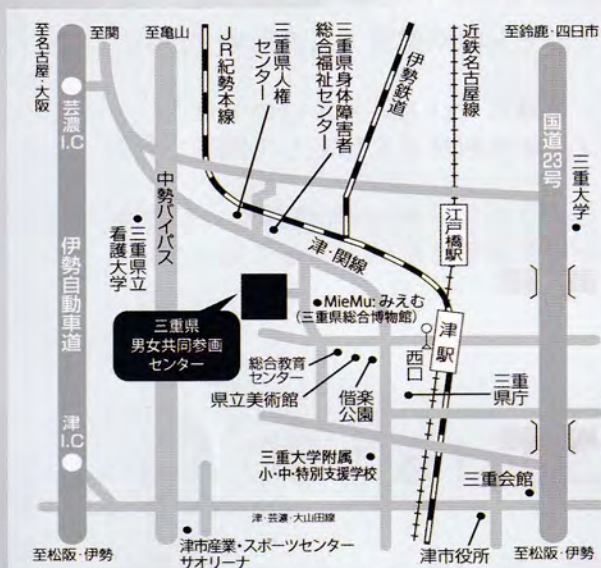 至名古屋・大阪
至関
至亀山
JR紀勢本線
三重県人権
センター
三重県身体障害者
総合福祉センター
伊勢鉄道
近鉄名古屋線
至鈴鹿・四日市
芸濃
I.C
国道23号
三重大学
中勢バイパス
江戸橋駅
三重県立
看護大学
津・関線
伊勢自動車道
MieMu:みえむ
(三重県総合博物館)
津駅
三重県
男女共同参画
センター
西口
総合教育
センター
県立美術館
偕楽
公園
三重
県庁
津
I.C
三重大学附属
小・中・特別支援学校
三重会館
津・芸濃・大山田線
至松阪・伊勢
津市産業・スポーツセンター
サオリーナ
津市役所
至松阪・伊勢